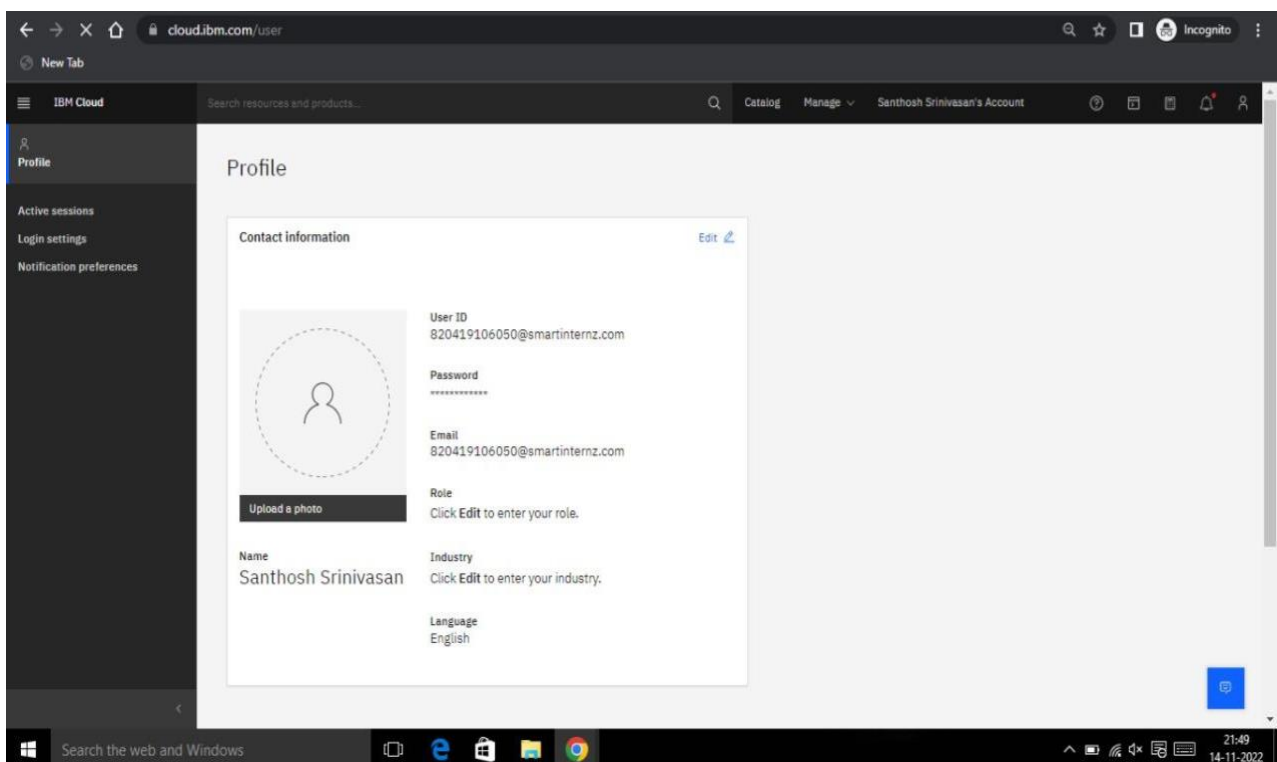 cloud.ibm.com/user
Incognito
New Tab
IBM Cloud
Search resources and products...
Catalog
Manage
Santhosh Srinivasan's Account
Profile
Active sessions
Login settings
Notification preferences
Profile
Contact information
Edit
User ID
820419106050@smartinternz.com
Password
************
Email
820419106050@smartinternz.com
Role
Click Edit to enter your role.
Upload a photo
Name
Santhosh Srinivasan
Industry
Click Edit to enter your industry.
Language
English
Search the web and Windows
21:49
14-11-2022